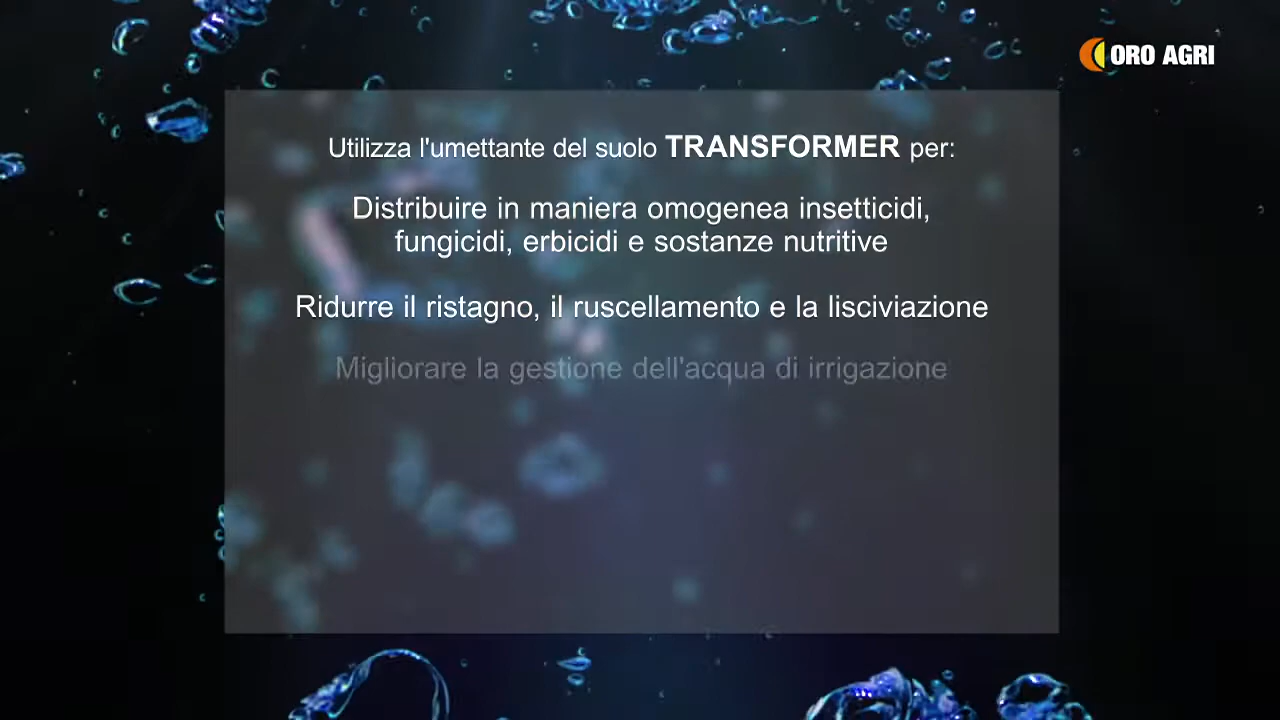 ORO AGRI
Utilizza l'umettante del suolo TRANSFORMER per:
Distribuire in maniera omogenea insetticidi,
fungicidi, erbicidi e sostanze nutritive
Ridurre il ristagno, il ruscellamento e la lisciviazione
Migliorare la gestione dell'acqua di irrigazione